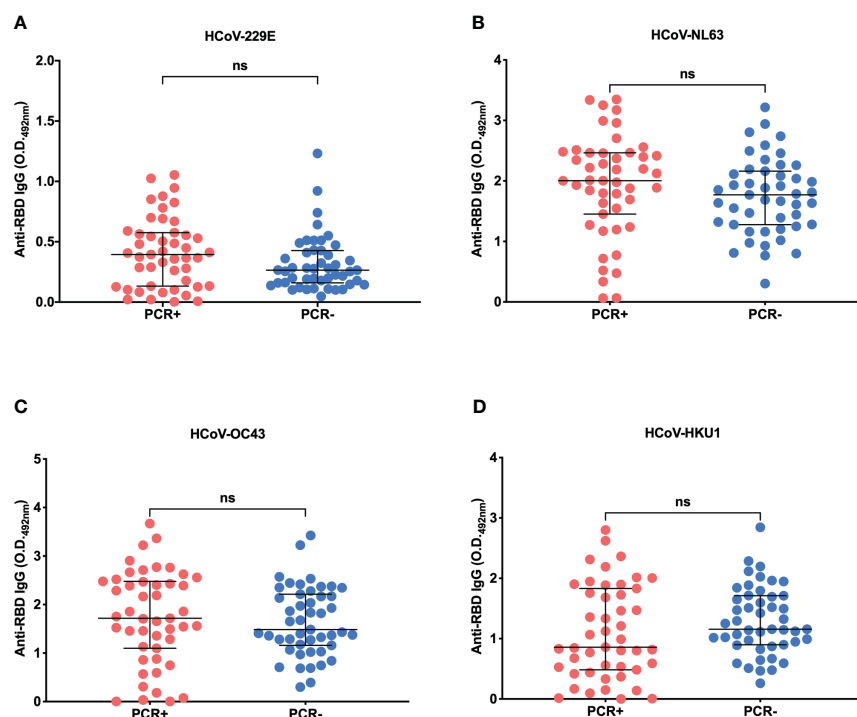 A
HCoV-229E
ns
Anti-RBD IgG (O.D.492nm)
2.0
1.5
1.0
0.5
0.0
PCR+ PCR-
B
HCoV-NL63
ns
Anti-RBD IgG (O.D.492nm)
4
3
2
1
0
PCR+ PCR-
C
HCoV-OC43
ns
Anti-RBD IgG (O.D.492nm)
5
4
3
2
1
0
PCR+ PCR-
D
HCoV-HKU1
ns
Anti-RBD IgG (O.D.492nm)
4
3
2
1
0
PCR+ PCR-